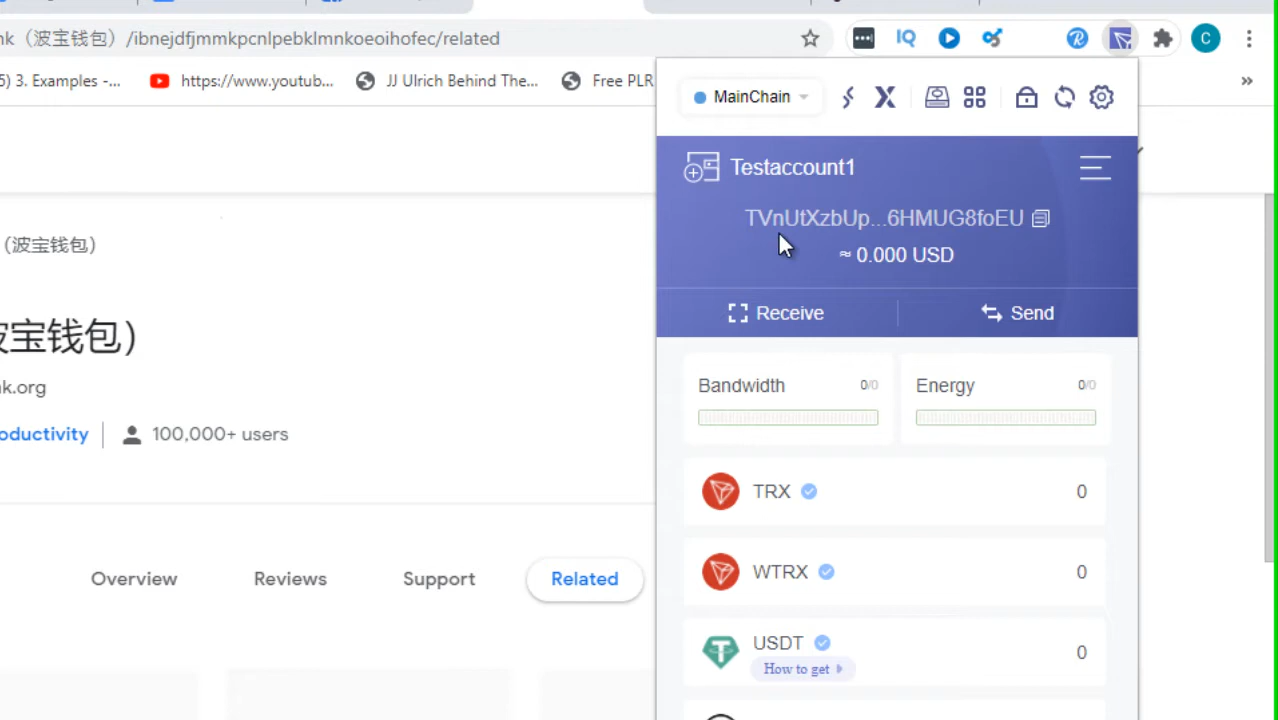 nk（波宝钱包）/ibnejdfjmmkpcnlpebklmnkoeoihofec/related
C
5) 3. Examples -...
https://www.youtub...
JJ Ulrich Behind The...
Free PLR
»
MainChain
Testaccount1
TVnUtXzbUp...6HMUG8foEU
≈ 0.000 USD
Receive
Send
（波宝钱包）
波宝钱包）
nk.org
oductivity
100,000+ users
Bandwidth 0/0
Energy 0/0
TRX 0
WTRX 0
USDT 0
How to get
Overview
Reviews
Support
Related